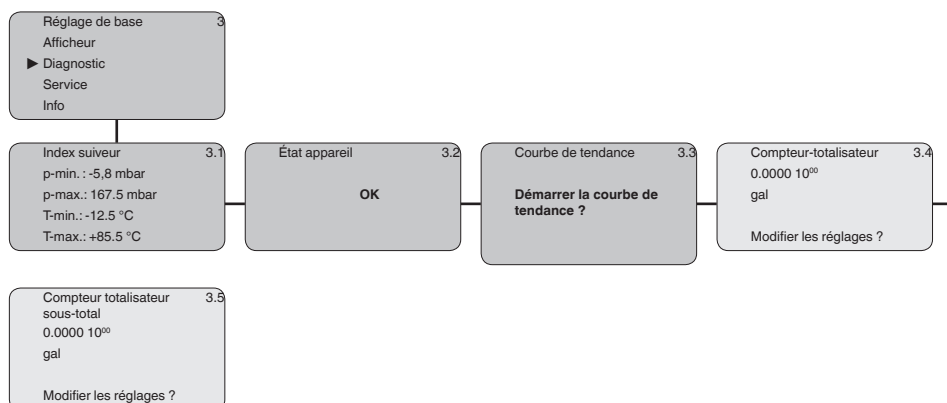 Réglage de base 3
Afficheur
▶ Diagnostic
Service
Info
Index suiveur 3.1
p-min. : -5,8 mbar
p-max.: 167.5 mbar
T-min.: -12.5 °C
T-max.: +85.5 °C
État appareil 3.2
OK
Courbe de tendance 3.3
Démarrer la courbe de
tendance ?
Compteur-totalisateur 3.4
0.0000 10⁰⁰
gal
Modifier les réglages ?
Compteur totalisateur 3.5
sous-total
0.0000 10⁰⁰
gal
Modifier les réglages ?